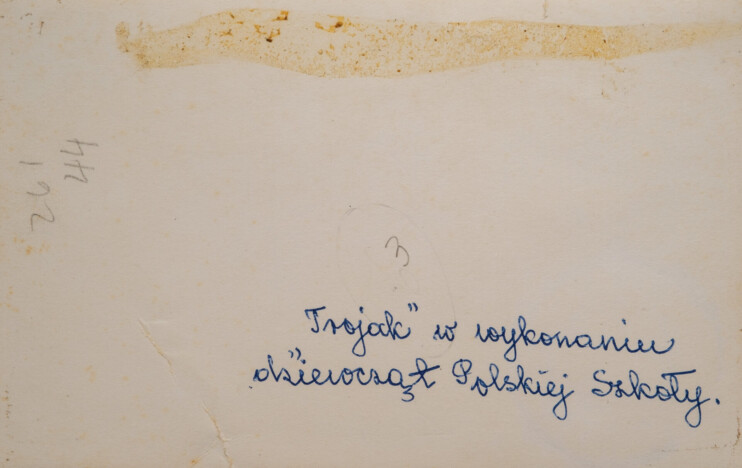 261
44
3
„Trojak” w wykonaniu
dziewcząt Polskiej Szkoły.